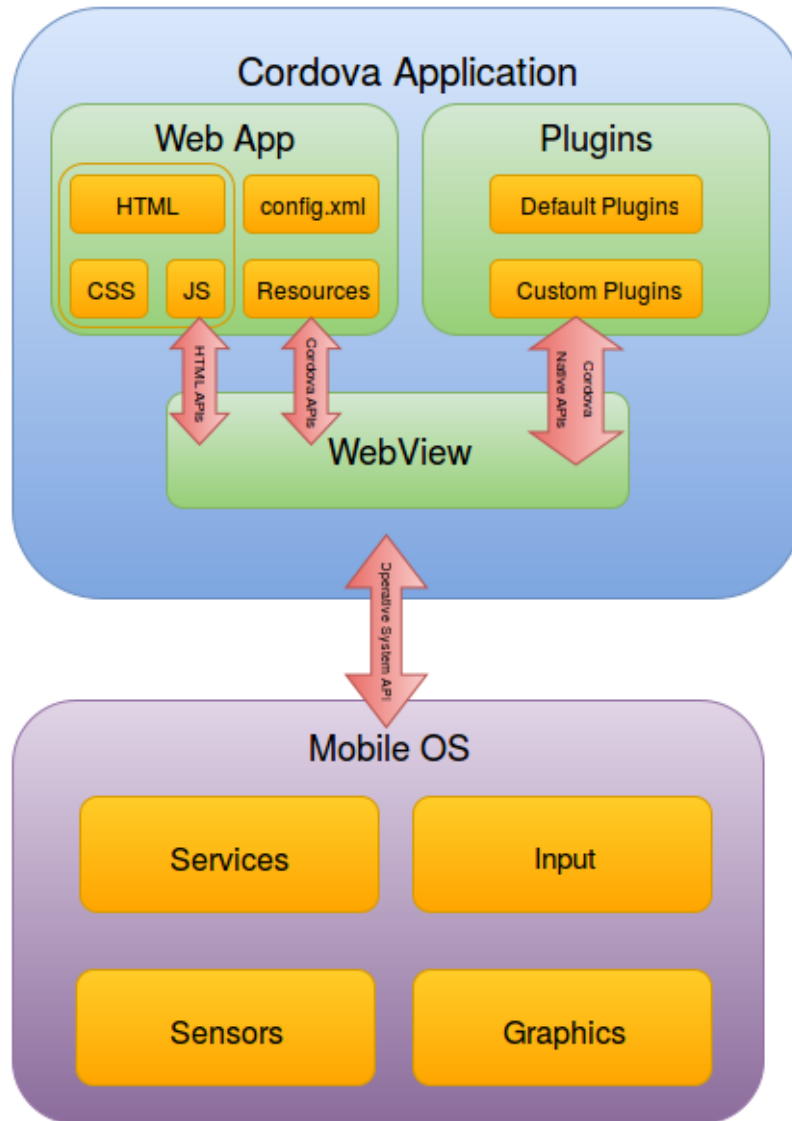 Cordova Application
Web App
Plugins
HTML
config.xml
Default Plugins
CSS
JS
Resources
Custom Plugins
HTML APIs
Cordova APIs
Cordova
Native APIs
WebView
Operative System API
Mobile OS
Services
Input
Sensors
Graphics